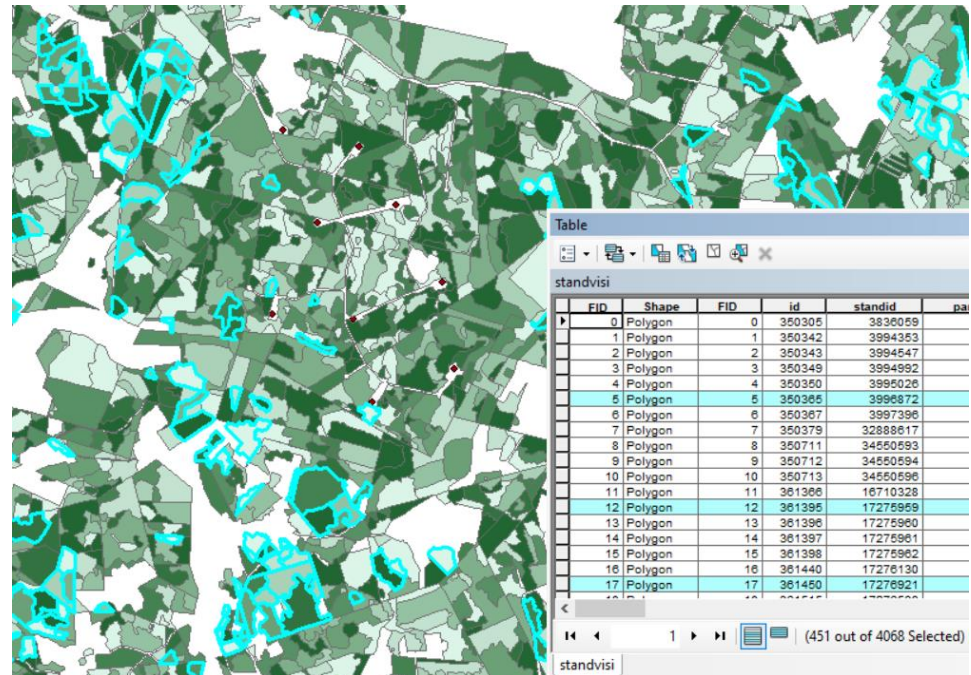 Table
standvisi
FID Shape FID id standid
0 Polygon 0 350305 3836059
1 Polygon 1 350342 3994353
2 Polygon 2 350343 3994547
3 Polygon 3 350349 3994992
4 Polygon 4 350350 3995026
5 Polygon 5 350365 3996872
6 Polygon 6 350367 3997396
7 Polygon 7 350379 32888617
8 Polygon 8 350711 34550593
9 Polygon 9 350712 34550594
10 Polygon 10 350713 34550596
11 Polygon 11 361366 16710328
12 Polygon 12 361395 17275959
13 Polygon 13 361396 17275960
14 Polygon 14 361397 17275961
15 Polygon 15 361398 17275962
16 Polygon 16 361440 17276130
17 Polygon 17 361450 17276921
1 (451 out of 4068 Selected)
standvisi